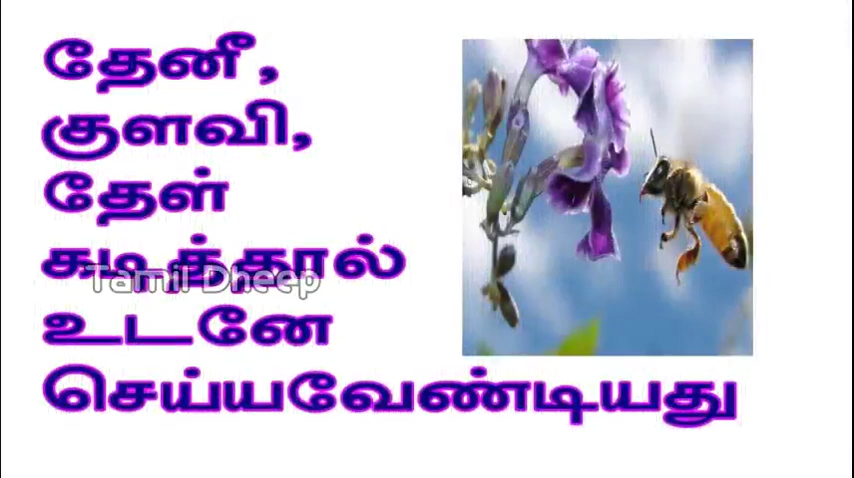 தேனீ,
குளவி,
தேள்
கடித்தால்
Tamil Dheep
உடனே
செய்யவேண்டியது